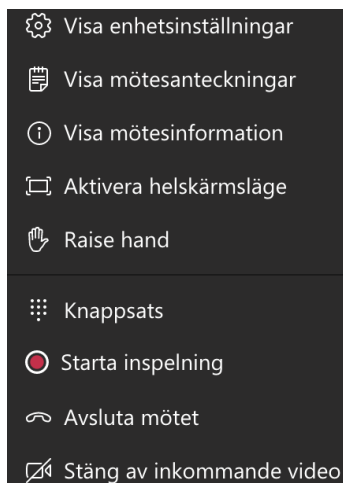 Visa enhetsinställningar
Visa mötesanteckningar
Visa mötesinformation
Aktivera helskärmsläge
Raise hand
Knappsats
Starta inspelning
Avsluta mötet
Stäng av inkommande video